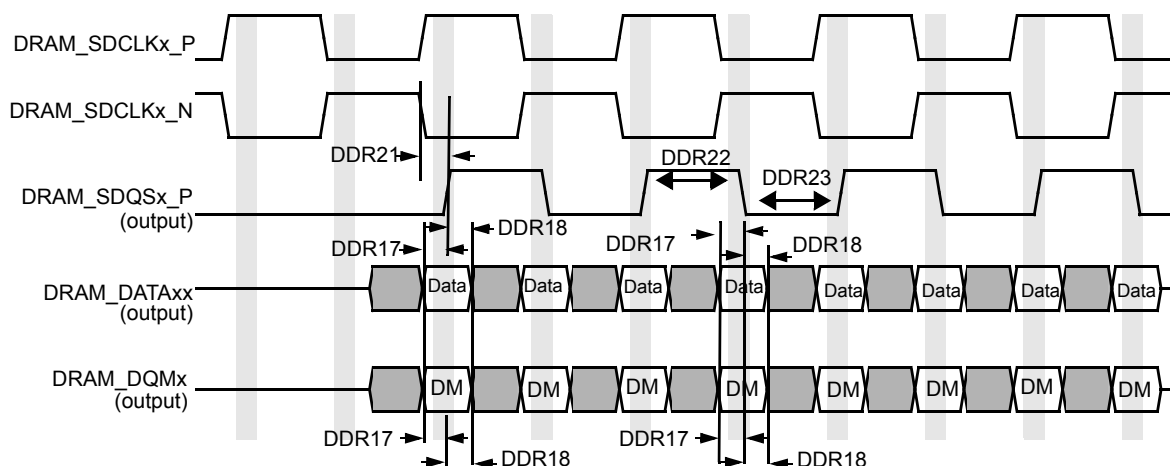 DRAM_SDCLKx_P
DRAM_SDCLKx_N
DDR21
DDR22
DDR23
DRAM_SDQSx_P
(output)
DDR17
DDR18
DDR17
DDR18
DRAM_DATAxx
(output)
Data
Data
Data
Data
Data
Data
Data
Data
DRAM_DQMx
(output)
DM
DM
DM
DM
DM
DM
DM
DM
DDR17
DDR17
DDR18
DDR18